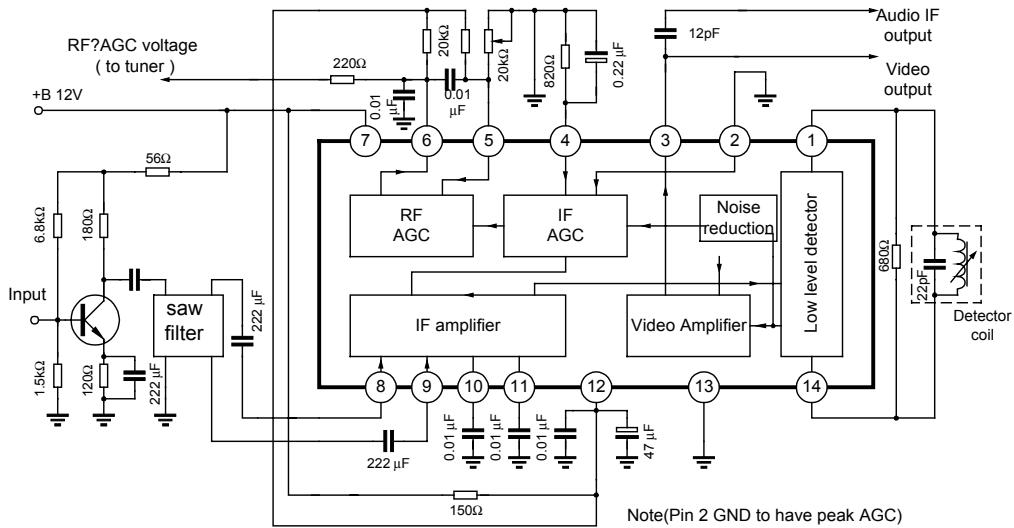 RF?AGC voltage
( to tuner )
+B 12V
220Ω
0.01
μF
20kΩ
0.01
μF
20kΩ
820Ω
0.22 μF
12pF
Audio IF
output
Video
output
7
6
5
4
3
2
1
56Ω
6.8kΩ
180Ω
Input
1.5kΩ
120Ω
222 μF
saw
filter
222 μF
RF
AGC
IF
AGC
Noise
reduction
Low level detector
IF amplifier
Video Amplifier
680Ω
22pF
Detector
coil
8
9
10
11
12
13
14
222 μF
0.01 μF
0.01 μF
0.01 μF
47 μF
150Ω
Note(Pin 2 GND to have peak AGC)